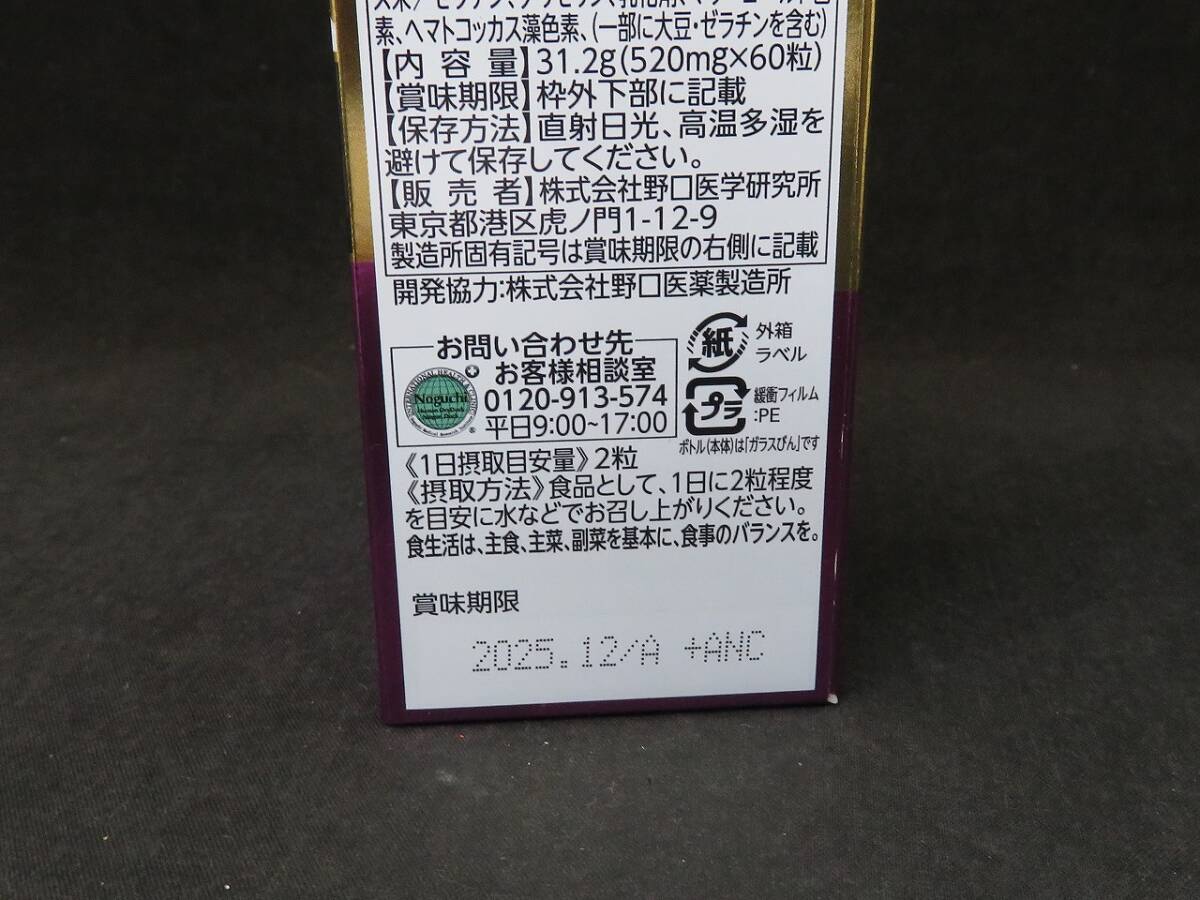 素、ヘマトコッカス藻色素、(一部に大豆・ゼラチンを含む)
【内容量】31.2g(520mg×60粒)
【賞味期限】枠外下部に記載
【保存方法】直射日光、高温多湿を
避けて保存してください。
【販売者】株式会社野口医学研究所
東京都港区虎ノ門1-12-9
製造所固有記号は賞味期限の右側に記載
開発協力:株式会社野口医薬製造所
お問い合わせ先
お客様相談室
Noguchi
0120-913-574
平日9:00~17:00
紙
外箱
ラベル
プラ
緩衝フィルム
:PE
ボトル(本体)は「ガラスびん」です
《1日摂取目安量》2粒
《摂取方法》食品として、1日に2粒程度
を目安に水などでお召し上がりください。
食生活は、主食、主菜、副菜を基本に、食事のバランスを。
賞味期限
2025.12/A +ANC